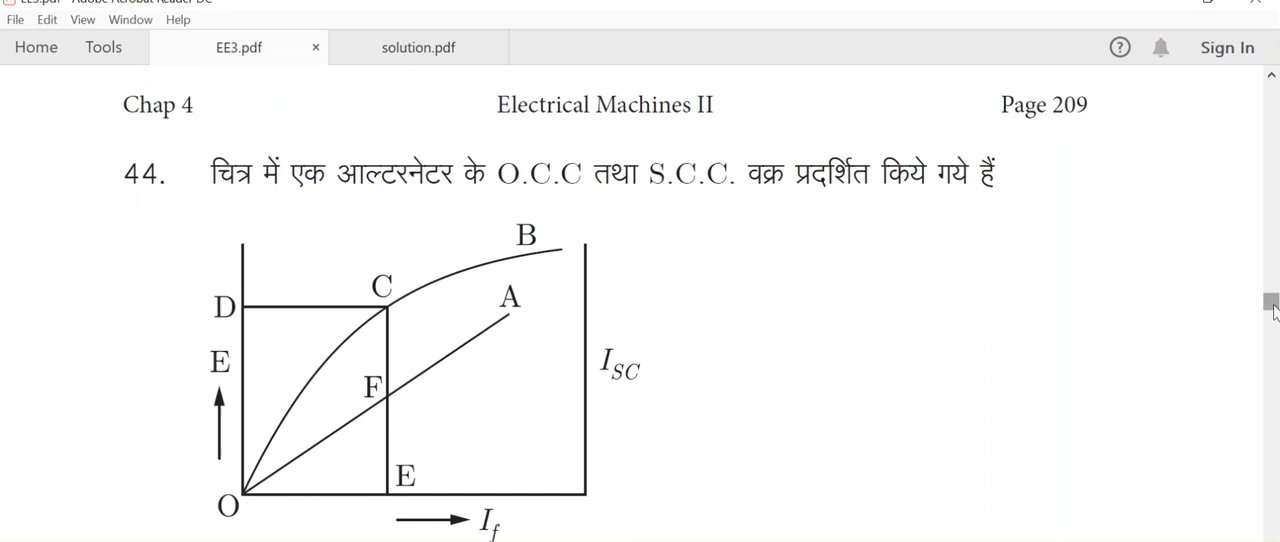 File Edit View Window Help
Home Tools EE3.pdf × solution.pdf ? Sign In
Chap 4 Electrical Machines II Page 209
44. चित्र में एक आल्टरनेटर के O.C.C तथा S.C.C. वक्र प्रदर्शित किये गये हैं
B
C
A
D
E
I_SC
F
E
O
I_f